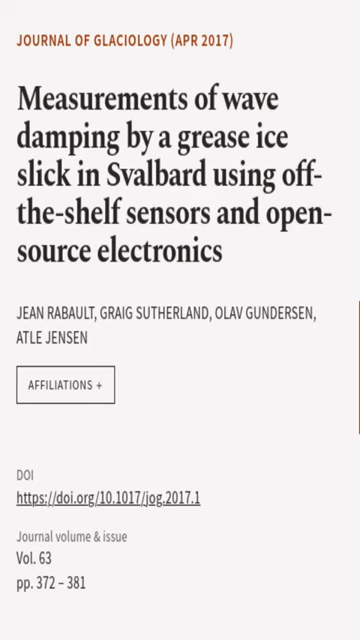 JOURNAL OF GLACIOLOGY (APR 2017)
Measurements of wave
damping by a grease ice
slick in Svalbard using off-
the-shelf sensors and open-
source electronics
JEAN RABAULT, GRAIG SUTHERLAND, OLAV GUNDERSEN,
ATLE JENSEN
AFFILIATIONS +
DOI
https://doi.org/10.1017/jog.2017.1
Journal volume & issue
Vol. 63
pp. 372 – 381